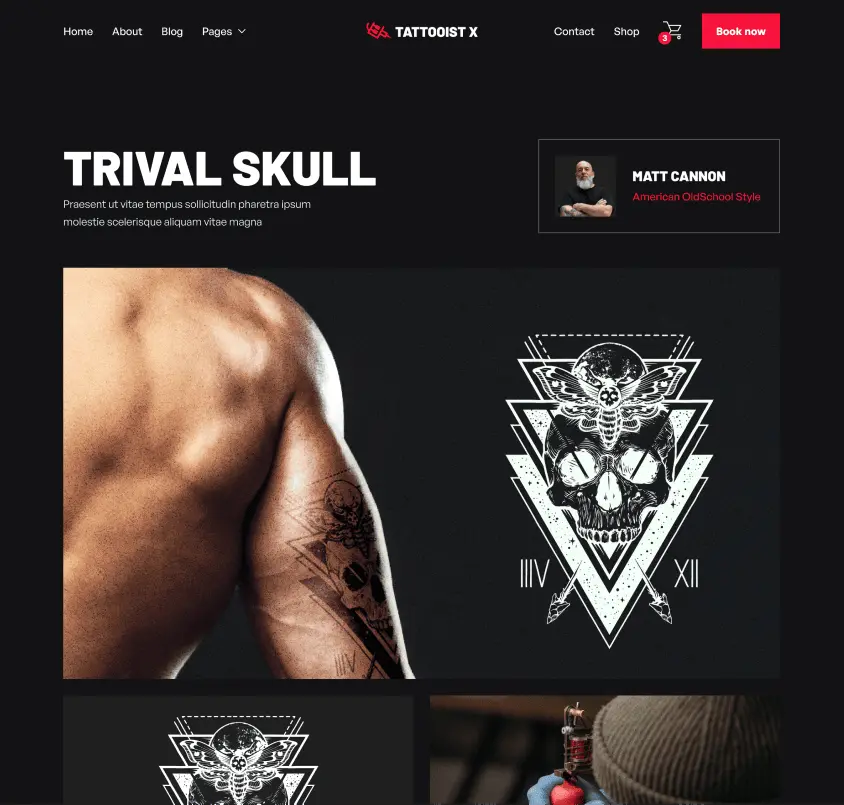 Home About Blog Pages TATTOOIST X Contact Shop 3 Book now
TRIVAL SKULL
Praesent ut vitae tempus sollicitudin pharetra ipsum
molestie scelerisque aliquam vitae magna
MATT CANNON
American OldSchool Style
IIIV XII
IIIV